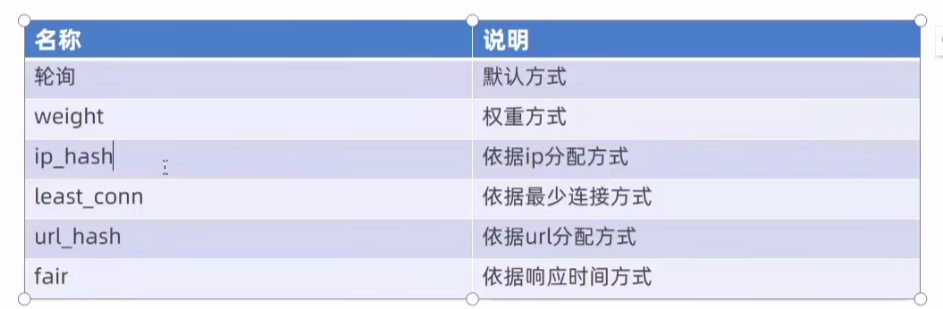 名称 说明
轮询 默认方式
weight 权重方式
ip_hash 依据ip分配方式
least_conn 依据最少连接方式
url_hash 依据url分配方式
fair 依据响应时间方式